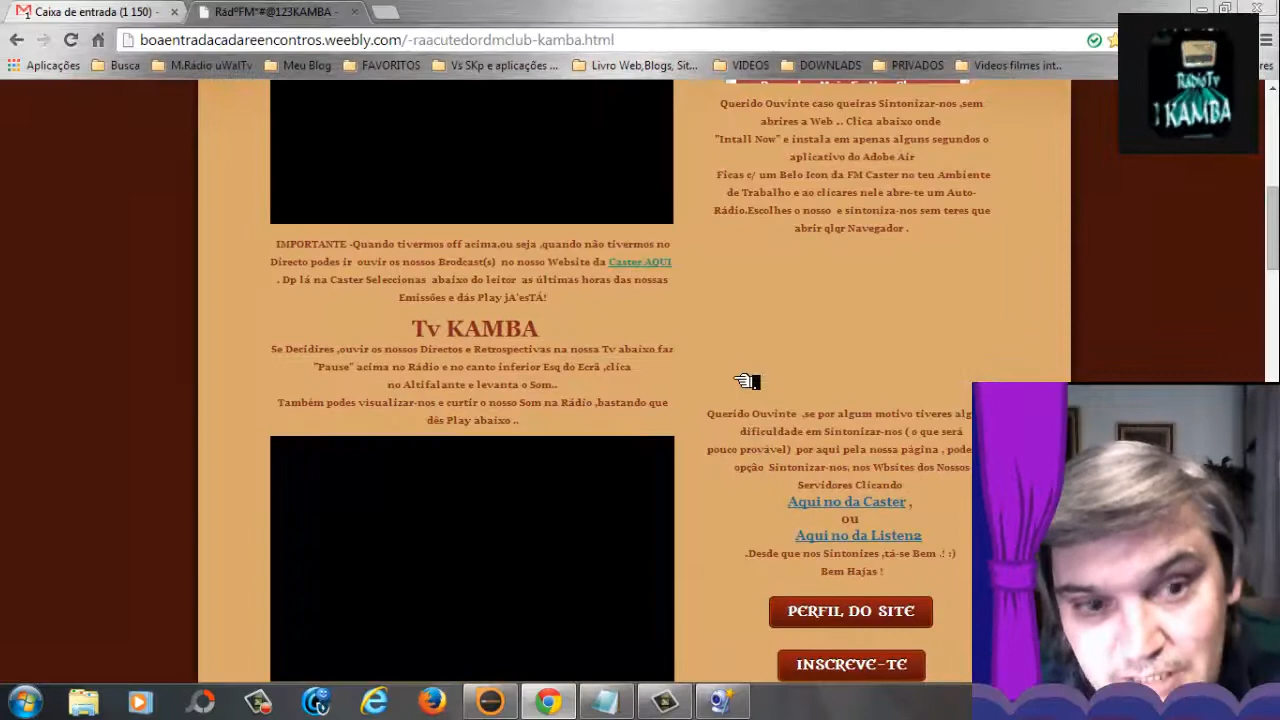 Caixa de entrada (1 150) -
RádºFM*#@123KAMBA -
boaentradacadareencontros.weebly.com/-raacutedordmclub-kamba.html
Aplicações
Busca
M.Radio uWalTv
Meu Blog
FAVORITOS
Vs SKp e aplicações ...
Livro Web,Blogs, Sit...
VIDEOS
DOWNLADS
PRIVADOS
Videos filmes int..
res
RádioTv
KAMBA
Querido Ouvinte caso queiras Sintonizar-nos ,sem
abrires a Web .. Clica abaixo onde
"Intall Now" e instala em apenas alguns segundos o
aplicativo do Adobe Air
Ficas c/ um Belo Icon da FM Caster no teu Ambiente
de Trabalho e ao clicares nele abre-te um Auto-
Rádio.Escolhes o nosso e sintoniza-nos sem teres que
abrir qlqr Navegador .
IMPORTANTE -Quando tivermos off acima,ou seja ,quando não tivermos no
Directo podes ir ouvir os nossos Brodcast(s) no nosso Website da Caster AQUI
. Dp lá na Caster Seleccionas abaixo do leitor as últimas horas das nossas
Emissões e dás Play jA'esTÁ!
Tv KAMBA
Se Decidires ,ouvir os nossos Directos e Retrospectivas na nossa Tv abaixo,faz
"Pause" acima no Rádio e no canto inferior Esq do Ecrã ,clica
no Altifalante e levanta o Som..
Também podes visualizar-nos e curtir o nosso Som na Rádio ,bastando que
dês Play abaixo ..
Querido Ouvinte ,se por algum motivo tiveres alg
dificuldade em Sintonizar-nos ( o que será
pouco provável) por aqui pela nossa página , pode
opção Sintonizar-nos, nos Wbsites dos Nossos
Servidores Clicando
Aqui no da Caster ,
ou
Aqui no da Listen2
.Desde que nos Sintonizes ,tá-se Bem .! :)
Bem Hajas !
PERFIL DO SITE
INSCREVE-TE